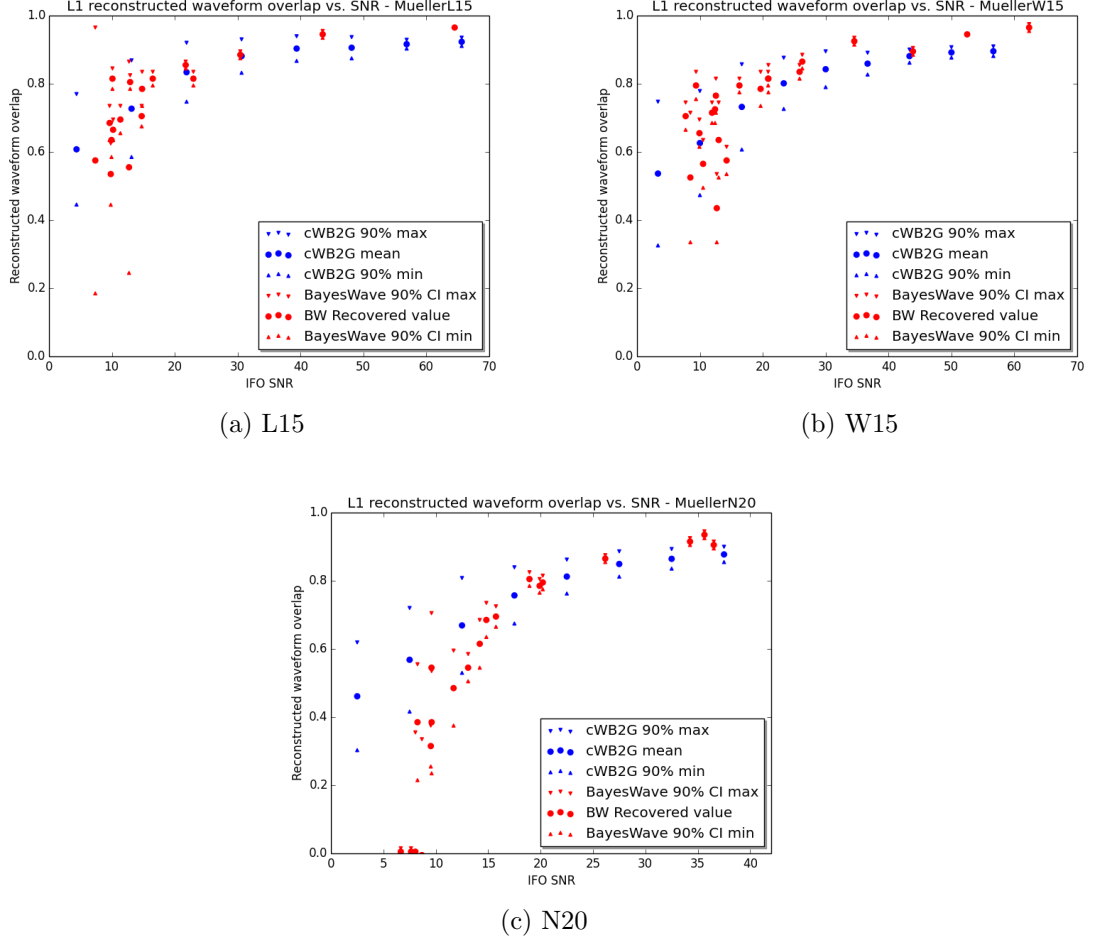 L1 reconstructed waveform overlap vs. SNR - MuellerL15
1.0
0.8
0.6
0.4
0.2
0.0
Reconstructed waveform overlap
cWB2G 90% max
cWB2G mean
cWB2G 90% min
BayesWave 90% CI max
BW Recovered value
BayesWave 90% CI min
0 10 20 30 40 50 60 70
IFO SNR
(a) L15
L1 reconstructed waveform overlap vs. SNR - MuellerW15
1.0
0.8
0.6
0.4
0.2
0.0
Reconstructed waveform overlap
cWB2G 90% max
cWB2G mean
cWB2G 90% min
BayesWave 90% CI max
BW Recovered value
BayesWave 90% CI min
0 10 20 30 40 50 60 70
IFO SNR
(b) W15
L1 reconstructed waveform overlap vs. SNR - MuellerN20
1.0
0.8
0.6
0.4
0.2
0.0
Reconstructed waveform overlap
cWB2G 90% max
cWB2G mean
cWB2G 90% min
BayesWave 90% CI max
BW Recovered value
BayesWave 90% CI min
0 5 10 15 20 25 30 35 40
IFO SNR
(c) N20